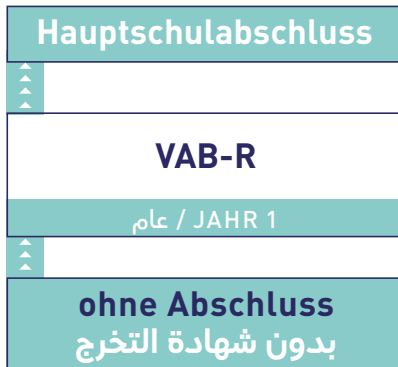 Hauptschulabschluss
VAB-R
عام / JAHR 1
ohne Abschluss
بدون شهادة التخرج